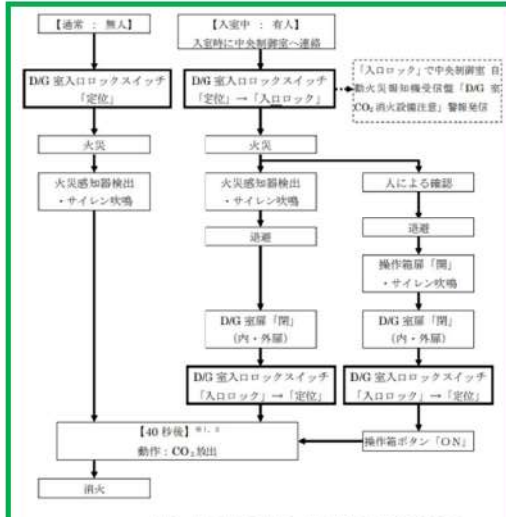 【通常：無人】
D/G 室入口ロックスイッチ
「定位」
火災
火災感知器検出
・サイレン吹鳴
【入室中：有人】
入室時に中央制御室へ連絡
D/G 室入口ロックスイッチ
「定位」→「入口ロック」
「入口ロック」で中央制御室 自
動火災報知機受信盤「D/G 室
CO₂消火設備注意」警報発信
火災
火災感知器検出
・サイレン吹鳴
退避
D/G 室扉「閉」
（内・外扉）
D/G 室入口ロックスイッチ
「入口ロック」→「定位」
人による確認
退避
操作箱扉「開」
・サイレン吹鳴
D/G 室扉「閉」
（内・外扉）
D/G 室入口ロックスイッチ
「入口ロック」→「定位」
操作箱ボタン「ON」
【40 秒後】※1、2
動作：CO₂放出
消火